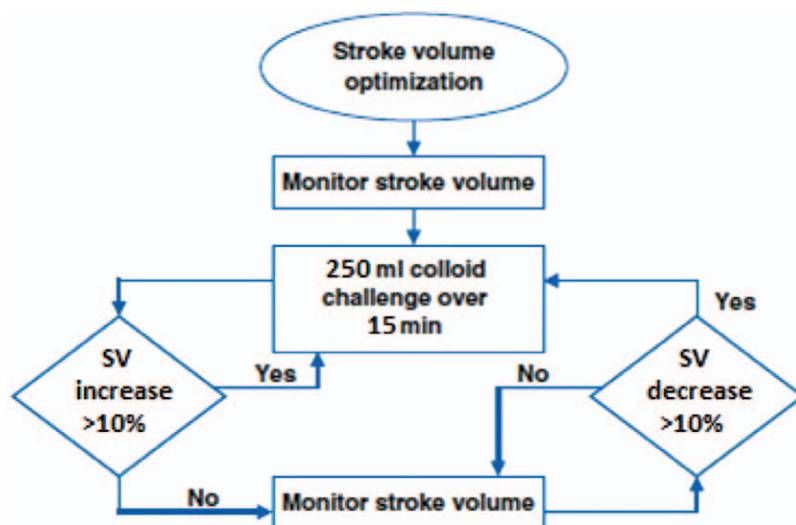 Stroke volume
optimization
Monitor stroke volume
250 ml colloid
challenge over
15 min
Yes
SV
increase
>10%
Yes
SV
decrease
>10%
No
No
Monitor stroke volume